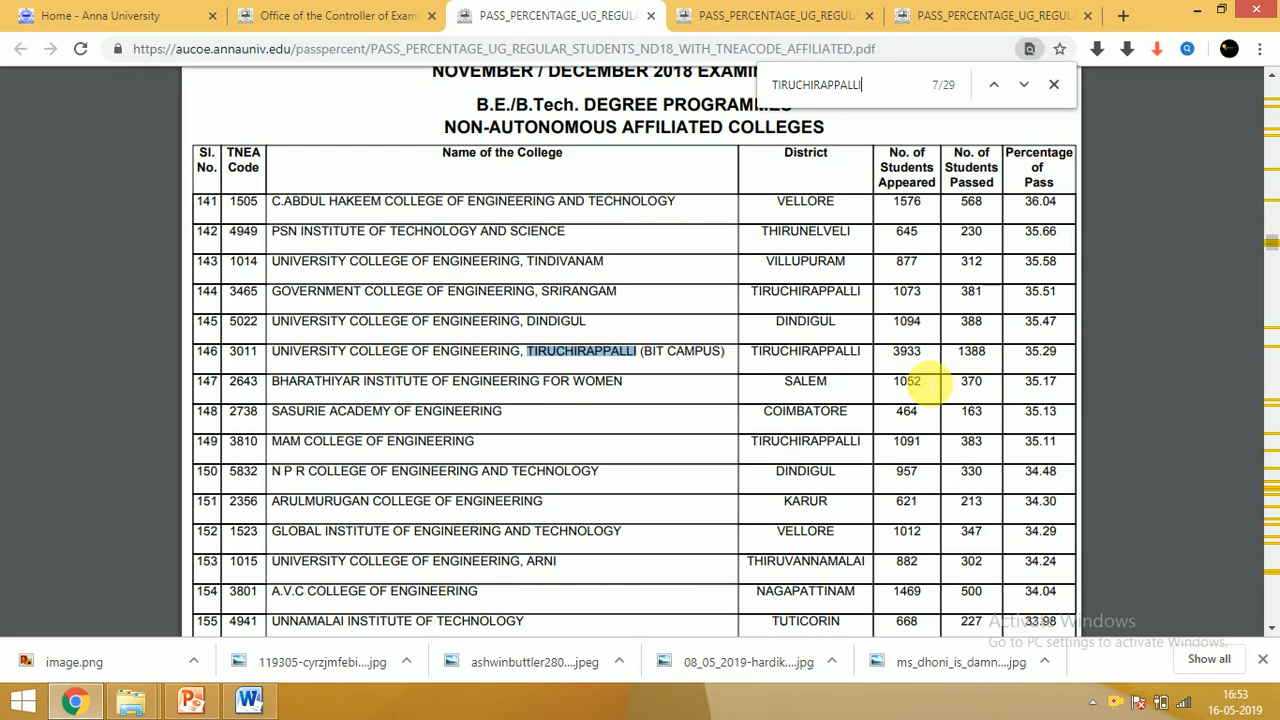 Home - Anna University × Office of the Controller of Exam × PASS_PERCENTAGE_UG_REGULA × PASS_PERCENTAGE_UG_REGULA × PASS_PERCENTAGE_UG_REGULA × +
https://aucoe.annauniv.edu/passpercent/PASS_PERCENTAGE_UG_REGULAR_STUDENTS_ND18_WITH_TNEACODE_AFFILIATED.pdf
TIRUCHIRAPPALLI 7/29
NOVEMBER / DECEMBER 2018 EXAMI
B.E./B.Tech. DEGREE PROGRAMMES
NON-AUTONOMOUS AFFILIATED COLLEGES
Sl. No. TNEA Code Name of the College District No. of Students Appeared No. of Students Passed Percentage of Pass
141 1505 C.ABDUL HAKEEM COLLEGE OF ENGINEERING AND TECHNOLOGY VELLORE 1576 568 36.04
142 4949 PSN INSTITUTE OF TECHNOLOGY AND SCIENCE THIRUNELVELI 645 230 35.66
143 1014 UNIVERSITY COLLEGE OF ENGINEERING, TINDIVANAM VILLUPURAM 877 312 35.58
144 3465 GOVERNMENT COLLEGE OF ENGINEERING, SRIRANGAM TIRUCHIRAPPALLI 1073 381 35.51
145 5022 UNIVERSITY COLLEGE OF ENGINEERING, DINDIGUL DINDIGUL 1094 388 35.47
146 3011 UNIVERSITY COLLEGE OF ENGINEERING, TIRUCHIRAPPALLI (BIT CAMPUS) TIRUCHIRAPPALLI 3933 1388 35.29
147 2643 BHARATHIYAR INSTITUTE OF ENGINEERING FOR WOMEN SALEM 1052 370 35.17
148 2738 SASURIE ACADEMY OF ENGINEERING COIMBATORE 464 163 35.13
149 3810 MAM COLLEGE OF ENGINEERING TIRUCHIRAPPALLI 1091 383 35.11
150 5832 N P R COLLEGE OF ENGINEERING AND TECHNOLOGY DINDIGUL 957 330 34.48
151 2356 ARULMURUGAN COLLEGE OF ENGINEERING KARUR 621 213 34.30
152 1523 GLOBAL INSTITUTE OF ENGINEERING AND TECHNOLOGY VELLORE 1012 347 34.29
153 1015 UNIVERSITY COLLEGE OF ENGINEERING, ARNI THIRUVANNAMALAI 882 302 34.24
154 3801 A.V.C COLLEGE OF ENGINEERING NAGAPATTINAM 1469 500 34.04
155 4941 UNNAMALAI INSTITUTE OF TECHNOLOGY TUTICORIN 668 227 33.98
Activate Windows
Go to PC settings to activate Windows.
image.png 119305-cyrzjmfebl....jpg ashwinbuttler280....jpeg 08_05_2019-hardik....jpg ms_dhoni_is_damn....jpg Show all
16:53
16-05-2019